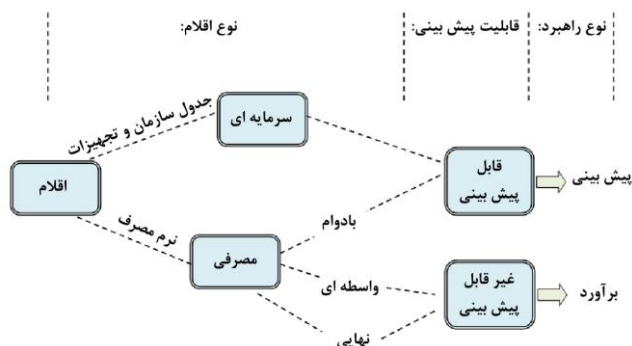 نوع اقلام: قابلیت پیش بینی: نوع راهبرد:
جدول سازمان و تجهیزات
سرمایه ای
اقلام
قابل
پیش بینی
پیش بینی
نرم مصرف
بادوام
مصرفی
واسطه ای
غیر قابل
پیش بینی
برآورد
نهایی